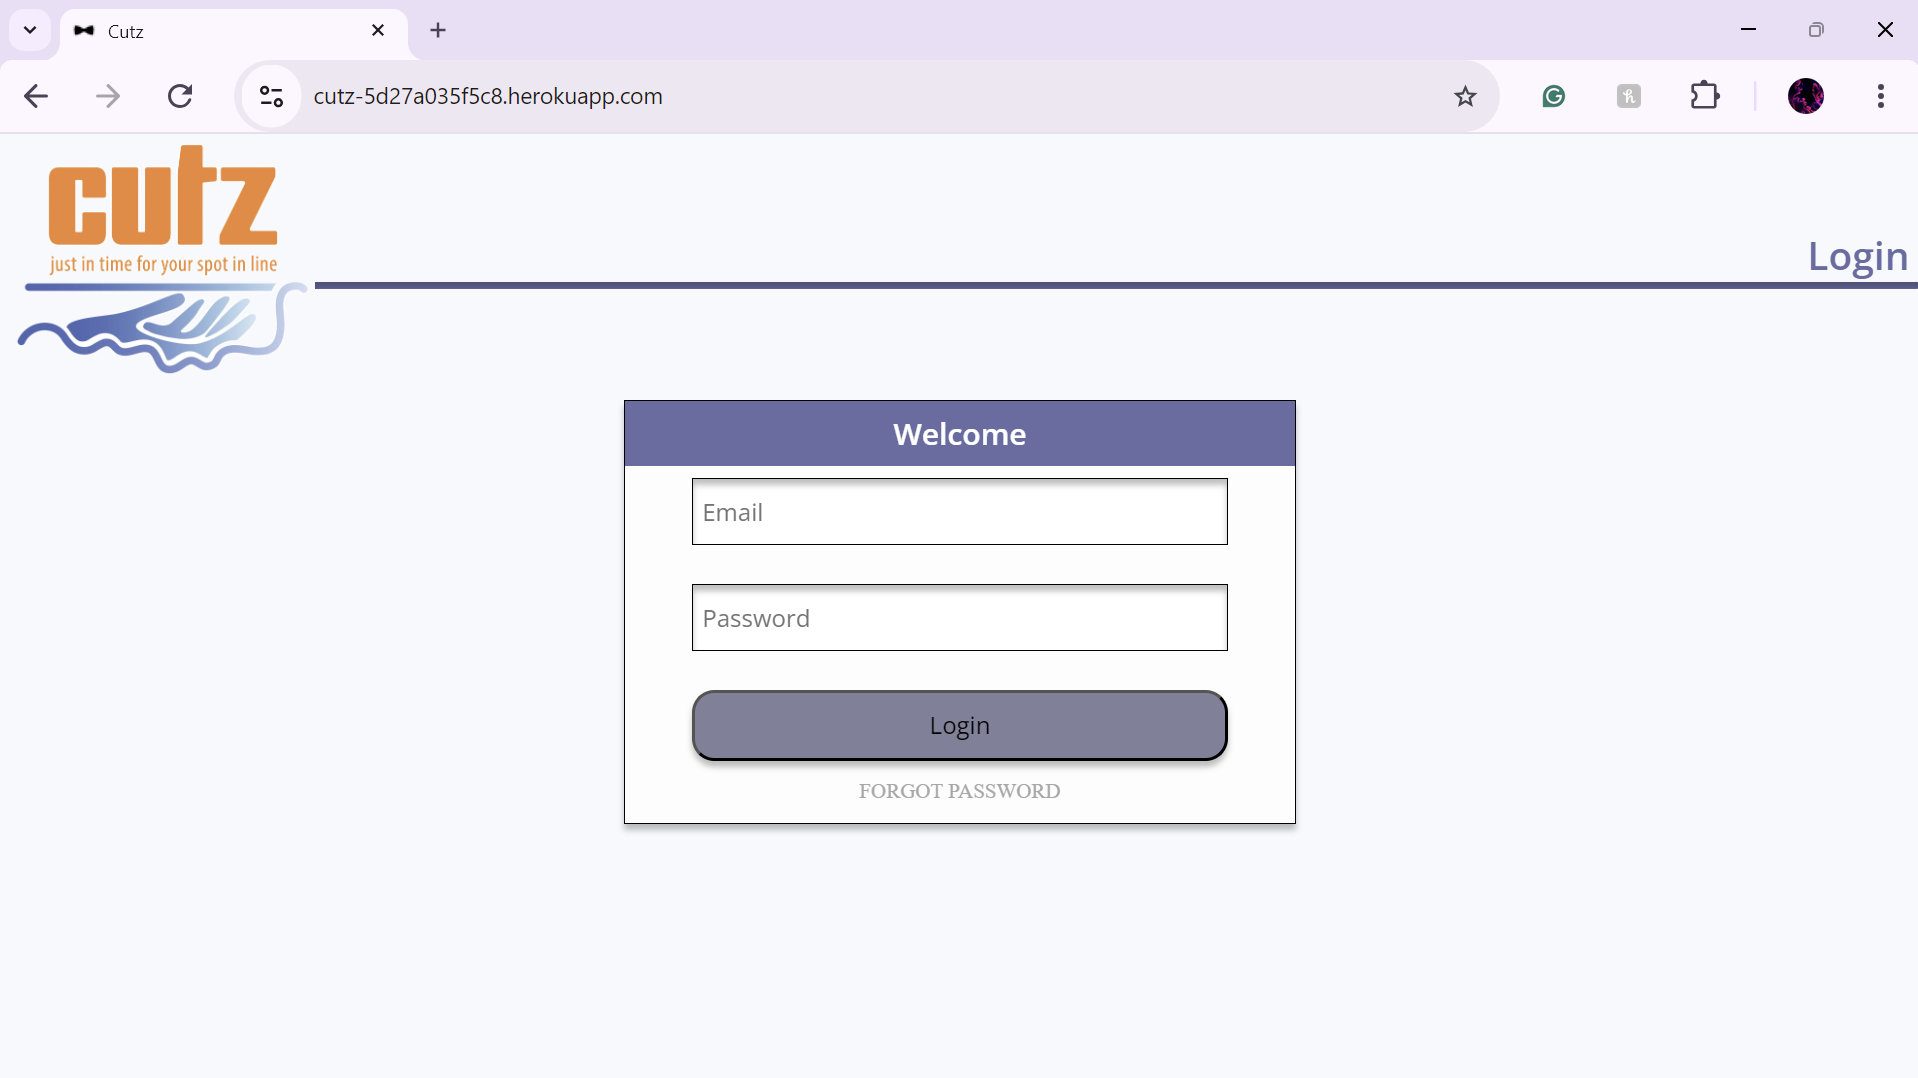 Cutz
cutz-5d27a035f5c8.herokuapp.com
cutz
just in time for your spot in line
Login
Welcome
Email
Password
Login
FORGOT PASSWORD